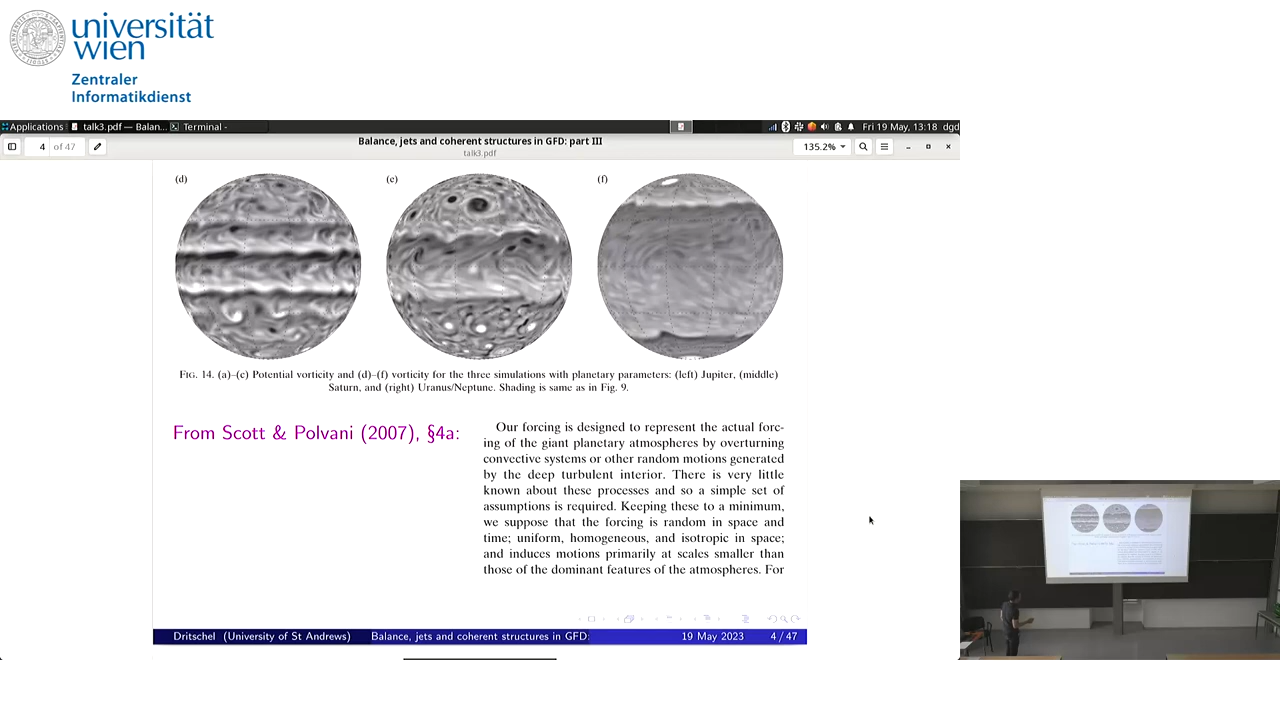 universität
wien
Zentraler
Informatikdienst
Applications talk3.pdf — Balan... Terminal - Fri 19 May, 13:18 dgd
4 of 47 Balance, jets and coherent structures in GFD: part III 135.2%
talk3.pdf
(d) (e) (f)
FIG. 14. (a)–(c) Potential vorticity and (d)–(f) vorticity for the three simulations with planetary parameters: (left) Jupiter, (middle)
Saturn, and (right) Uranus/Neptune. Shading is same as in Fig. 9.
From Scott & Polvani (2007), §4a:
Our forcing is designed to represent the actual forc-
ing of the giant planetary atmospheres by overturning
convective systems or other random motions generated
by the deep turbulent interior. There is very little
known about these processes and so a simple set of
assumptions is required. Keeping these to a minimum,
we suppose that the forcing is random in space and
time; uniform, homogeneous, and isotropic in space;
and induces motions primarily at scales smaller than
those of the dominant features of the atmospheres. For
Dritschel (University of St Andrews) Balance, jets and coherent structures in GFD: 19 May 2023 4 / 47